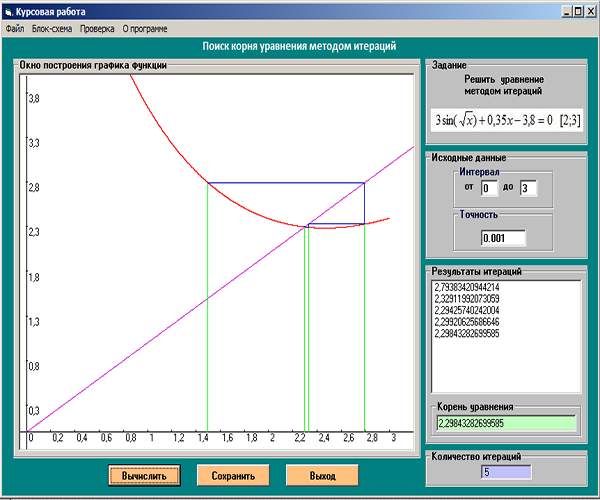 Курсовая работа
Файл Блок-схема Проверка О программе
Поиск корня уравнения методом итераций
Окно построения графика функции
3,8
3,3
2,8
2,3
1,8
1,3
0,8
0,3
0 0,2 0,4 0,6 0,8 1 1,2 1,4 1,6 1,8 2 2,2 2,4 2,6 2,8 3
Вычислить Сохранить Выход
Задание
Решить уравнение
методом итераций
3sin(√x)+0,35x−3,8=0 [2;3]
Исходные данные
Интервал
от 0 до 3
Точность
0.001
Результаты итераций
2,79383420944214
2,32911992073059
2,29425740242004
2,29920625686646
2,29843282699585
Корень уравнения
2,29843282699585
Количество итераций
5